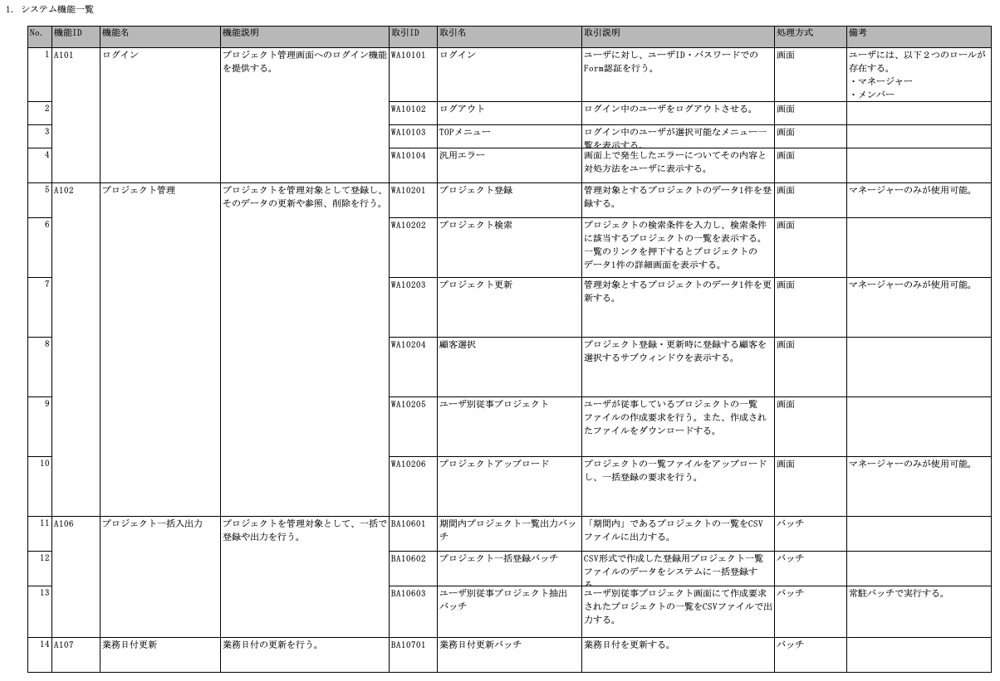 1. システム機能一覧
No. 機能ID 機能名 機能説明 取引ID 取引名 取引説明 処理方式 備考
1 A101 ログイン プロジェクト管理画面へのログイン機能 WA10101 ログイン ユーザに対し、ユーザID・パスワードでの 画面 ユーザには、以下２つのロールが
を提供する。 Form認証を行う。 存在する。
・マネージャー
・メンバー
2 WA10102 ログアウト ログイン中のユーザをログアウトさせる。 画面
3 WA10103 TOPメニュー ログイン中のユーザが選択可能なメニュー一 画面
覧を表示する。
4 WA10104 汎用エラー 画面上で発生したエラーについてその内容と 画面
対処方法をユーザに表示する。
5 A102 プロジェクト管理 プロジェクトを管理対象として登録し、 WA10201 プロジェクト登録 管理対象とするプロジェクトのデータ1件を登 画面 マネージャーのみが使用可能。
そのデータの更新や参照、削除を行う。 録する。
6 WA10202 プロジェクト検索 プロジェクトの検索条件を入力し、検索条件 画面
に該当するプロジェクトの一覧を表示する。
一覧のリンクを押下するとプロジェクトの
データ1件の詳細画面を表示する。
7 WA10203 プロジェクト更新 管理対象とするプロジェクトのデータ1件を更 画面 マネージャーのみが使用可能。
新する。
8 WA10204 顧客選択 プロジェクト登録・更新時に登録する顧客を 画面
選択するサブウィンドウを表示する。
9 WA10205 ユーザ別従事プロジェクト ユーザが従事しているプロジェクトの一覧 画面
ファイルの作成要求を行う。また、作成され
たファイルをダウンロードする。
10 WA10206 プロジェクトアップロード プロジェクトの一覧ファイルをアップロード 画面 マネージャーのみが使用可能。
し、一括登録の要求を行う。
11 A106 プロジェクト一括入出力 プロジェクトを管理対象として、一括で BA10601 期間内プロジェクト一覧出力バッ 「期間内」であるプロジェクトの一覧をCSV バッチ
登録や出力を行う。 チ ファイルに出力する。
12 BA10602 プロジェクト一括登録バッチ CSV形式で作成した登録用プロジェクト一覧 バッチ
ファイルのデータをシステムに一括登録す
る。
13 BA10603 ユーザ別従事プロジェクト抽出 ユーザ別従事プロジェクト画面にて作成要求 バッチ 常駐バッチで実行する。
バッチ されたプロジェクトの一覧をCSVファイルで出
力する。
14 A107 業務日付更新 業務日付の更新を行う。 BA10701 業務日付更新バッチ 業務日付を更新する。 バッチ